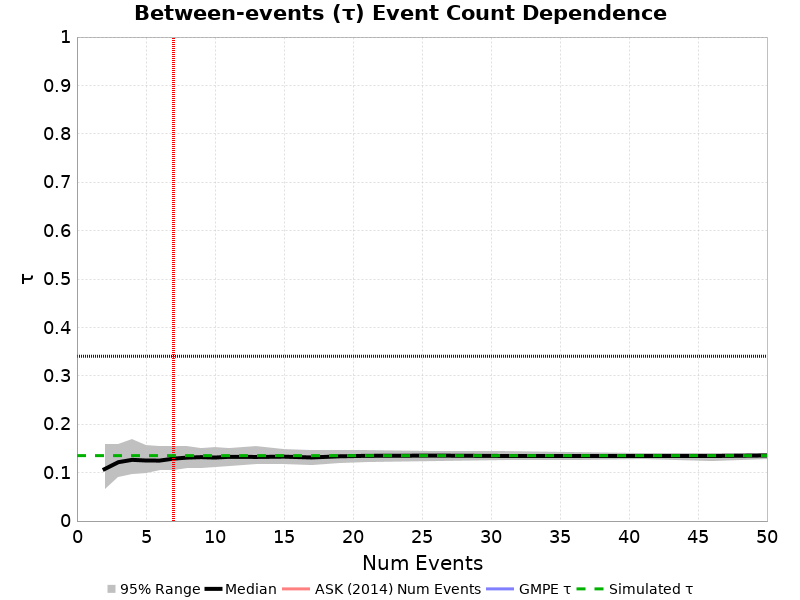 Between-events (τ) Event Count Dependence
1
0.9
0.8
0.7
0.6
0.5
0.4
0.3
0.2
0.1
0
τ
0 5 10 15 20 25 30 35 40 45 50
Num Events
95% Range Median ASK (2014) Num Events GMPE τ Simulated τ